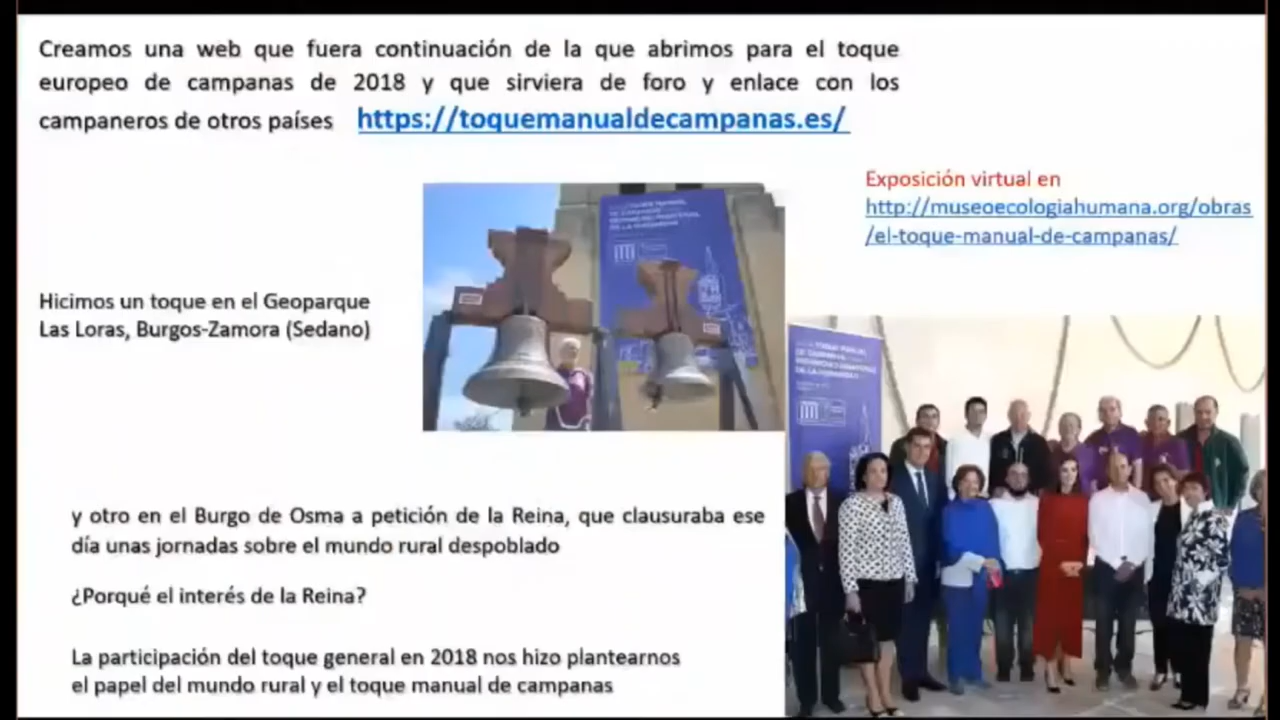 Creamos una web que fuera continuación de la que abrimos para el toque
europeo de campanas de 2018 y que sirviera de foro y enlace con los
campaneros de otros países https://toquemanualdecampanas.es/
Exposición virtual en
http://museoecologiahumana.org/obras
/el-toque-manual-de-campanas/
Hicimos un toque en el Geoparque
Las Loras, Burgos-Zamora (Sedano)
y otro en el Burgo de Osma a petición de la Reina, que clausuraba ese
día unas jornadas sobre el mundo rural despoblado
¿Porqué el interés de la Reina?
La participación del toque general en 2018 nos hizo plantearnos
el papel del mundo rural y el toque manual de campanas